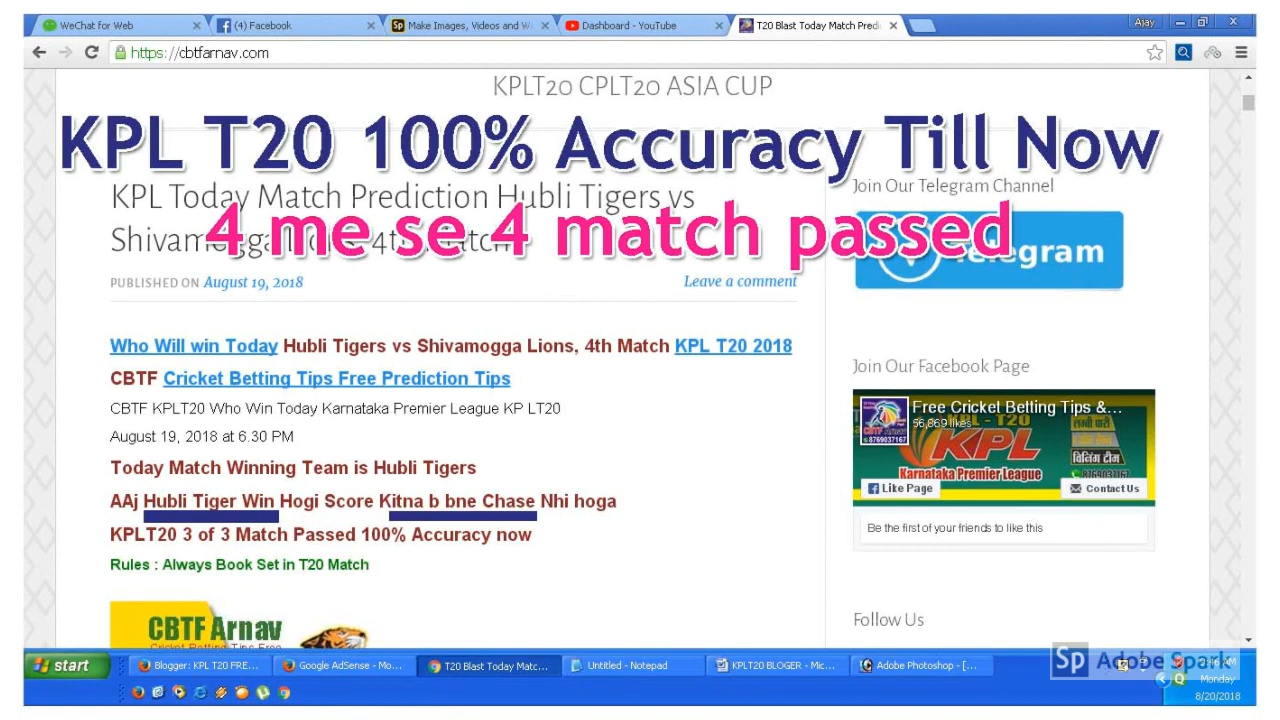 WeChat for Web
(4) Facebook
Make Images, Videos and W
Dashboard - YouTube
T20 Blast Today Match Predi
Ajay
https://cbtfarnav.com
KPLT20 CPLT20 ASIA CUP
KPL T20 100% Accuracy Till Now
KPL Today Match Prediction Hubli Tigers vs
4 me se 4 match passed
PUBLISHED ON August 19, 2018
Leave a comment
Who Will win Today Hubli Tigers vs Shivamogga Lions, 4th Match KPL T20 2018
CBTF Cricket Betting Tips Free Prediction Tips
CBTF KPLT20 Who Win Today Karnataka Premier League KP LT20
August 19, 2018 at 6.30 PM
Today Match Winning Team is Hubli Tigers
AAj Hubli Tiger Win Hogi Score Kitna b bne Chase Nhi hoga
KPLT20 3 of 3 Match Passed 100% Accuracy now
Rules : Always Book Set in T20 Match
CBTF Arnav
Join Our Telegram Channel
Telegram
Join Our Facebook Page
Free Cricket Betting Tips &...
56,869 likes
KPL - T20
KPL
Karnataka Premier League
CBTF ARNAV
8769037167
लम्बी पारी
विनिंग टीम
8769037167
Like Page
Contact Us
Be the first of your friends to like this
Follow Us
start
Blogger: KPL T20 FRE...
Google AdSense - Mo...
T20 Blast Today Matc...
Untitled - Notepad
KPLT20 BLOGER - Mic...
Adobe Photoshop - [...
Sp Adobe Spark
Monday
8/20/2018